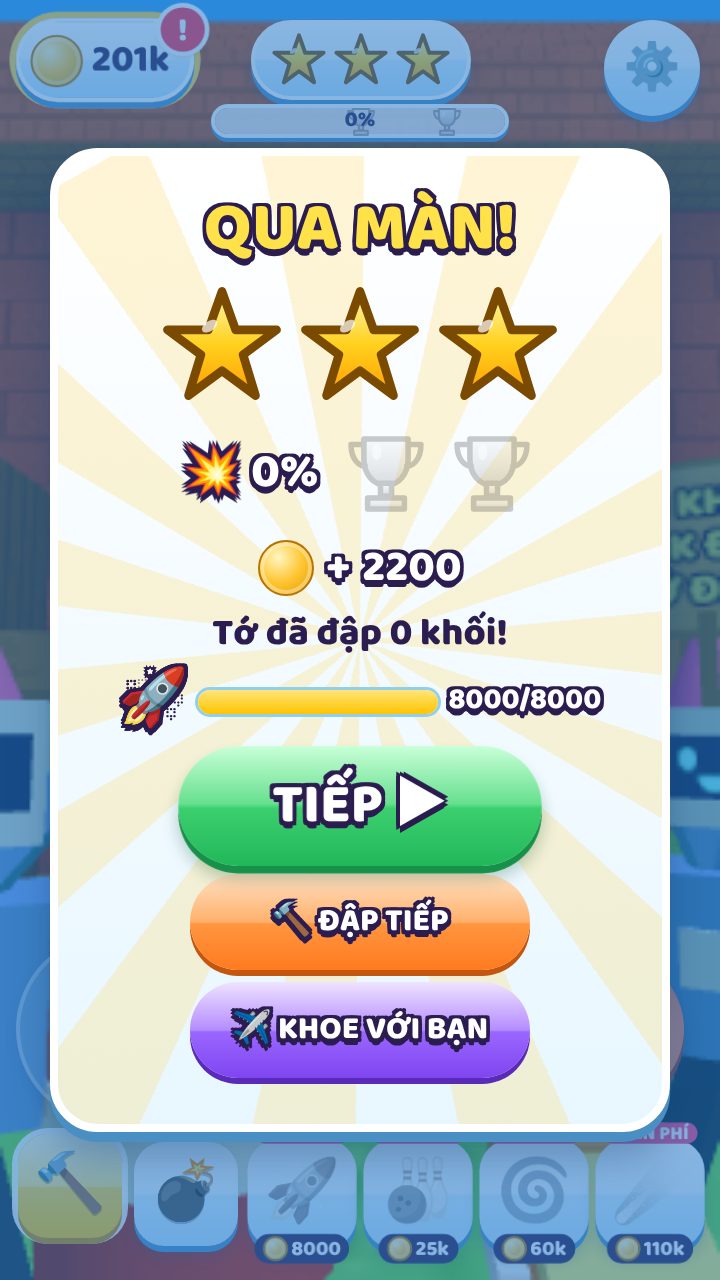 201k
!
0%
QUA MÀN!
0%
+ 2200
Tớ đã đập 0 khối!
8000/8000
TIẾP
ĐẬP TIẾP
KHOE VỚI BẠN
PHÍ
8000
25k
60k
110k